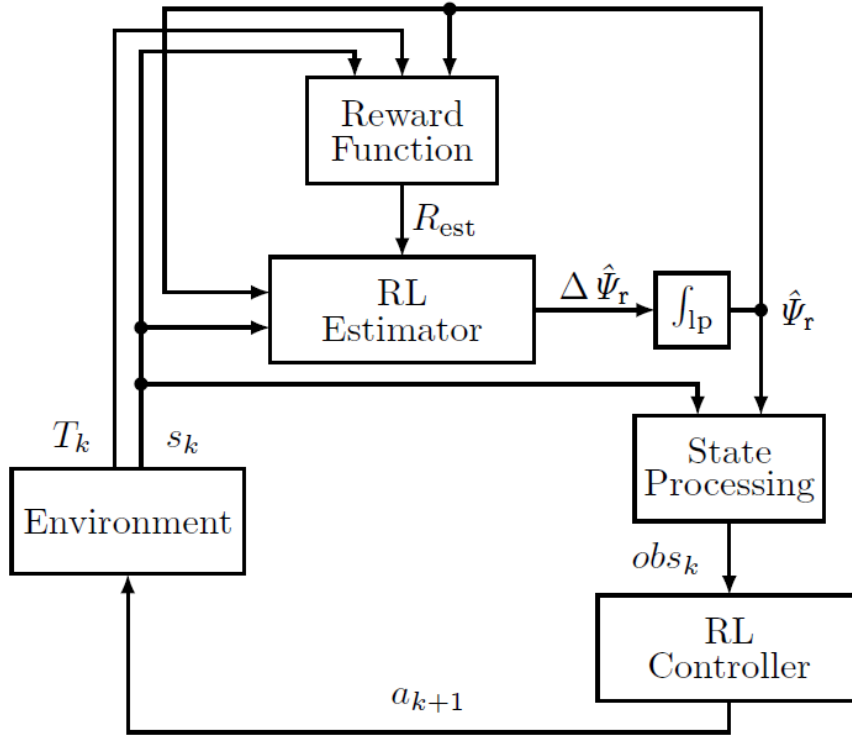 Reward
Function
R_est
RL
Estimator
Δ Ψ̂_r
∫_lp
Ψ̂_r
T_k
s_k
State
Processing
Environment
obs_k
RL
Controller
a_{k+1}